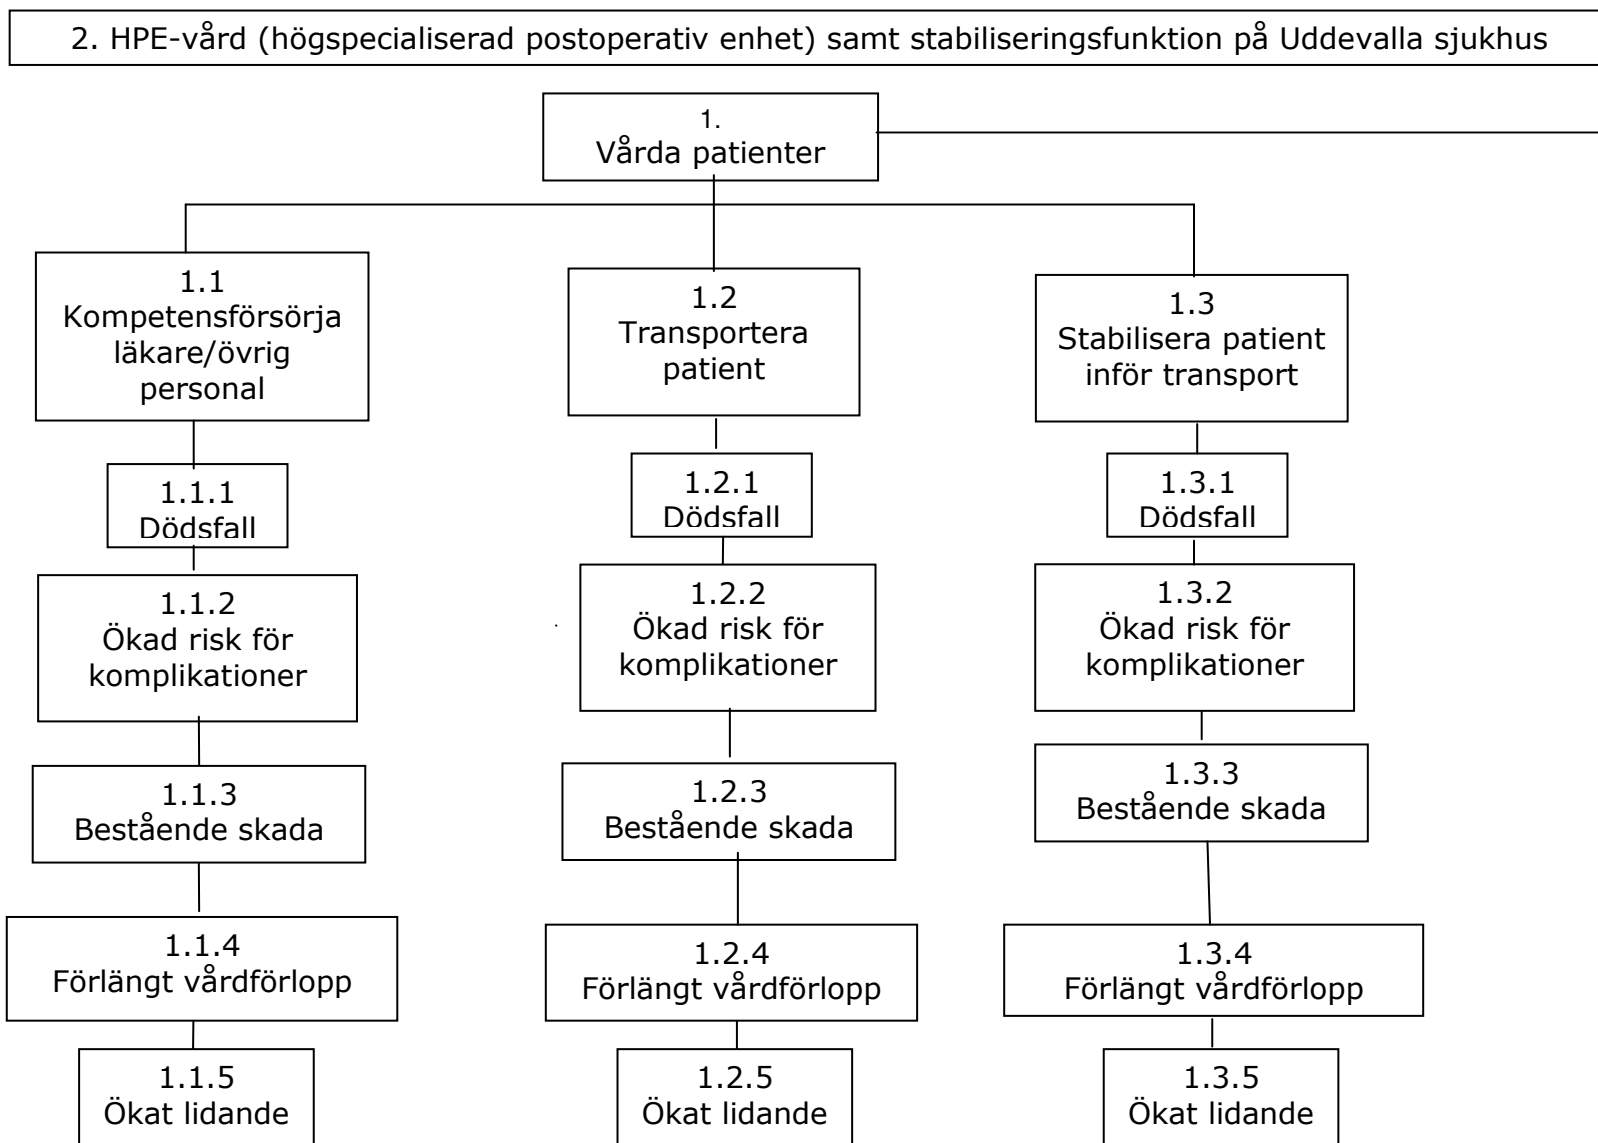 2. HPE-vård (högspecialiserad postoperativ enhet) samt stabiliseringsfunktion på Uddevalla sjukhus
1.
Vårda patienter
1.1
Kompetensförsörja
läkare/övrig
personal
1.1.1
Dödsfall
1.1.2
Ökad risk för
komplikationer
1.1.3
Bestående skada
1.1.4
Förlängt vårdförlopp
1.1.5
Ökat lidande
1.2
Transportera
patient
1.2.1
Dödsfall
1.2.2
Ökad risk för
komplikationer
1.2.3
Bestående skada
1.2.4
Förlängt vårdförlopp
1.2.5
Ökat lidande
1.3
Stabilisera patient
inför transport
1.3.1
Dödsfall
1.3.2
Ökad risk för
komplikationer
1.3.3
Bestående skada
1.3.4
Förlängt vårdförlopp
1.3.5
Ökat lidande